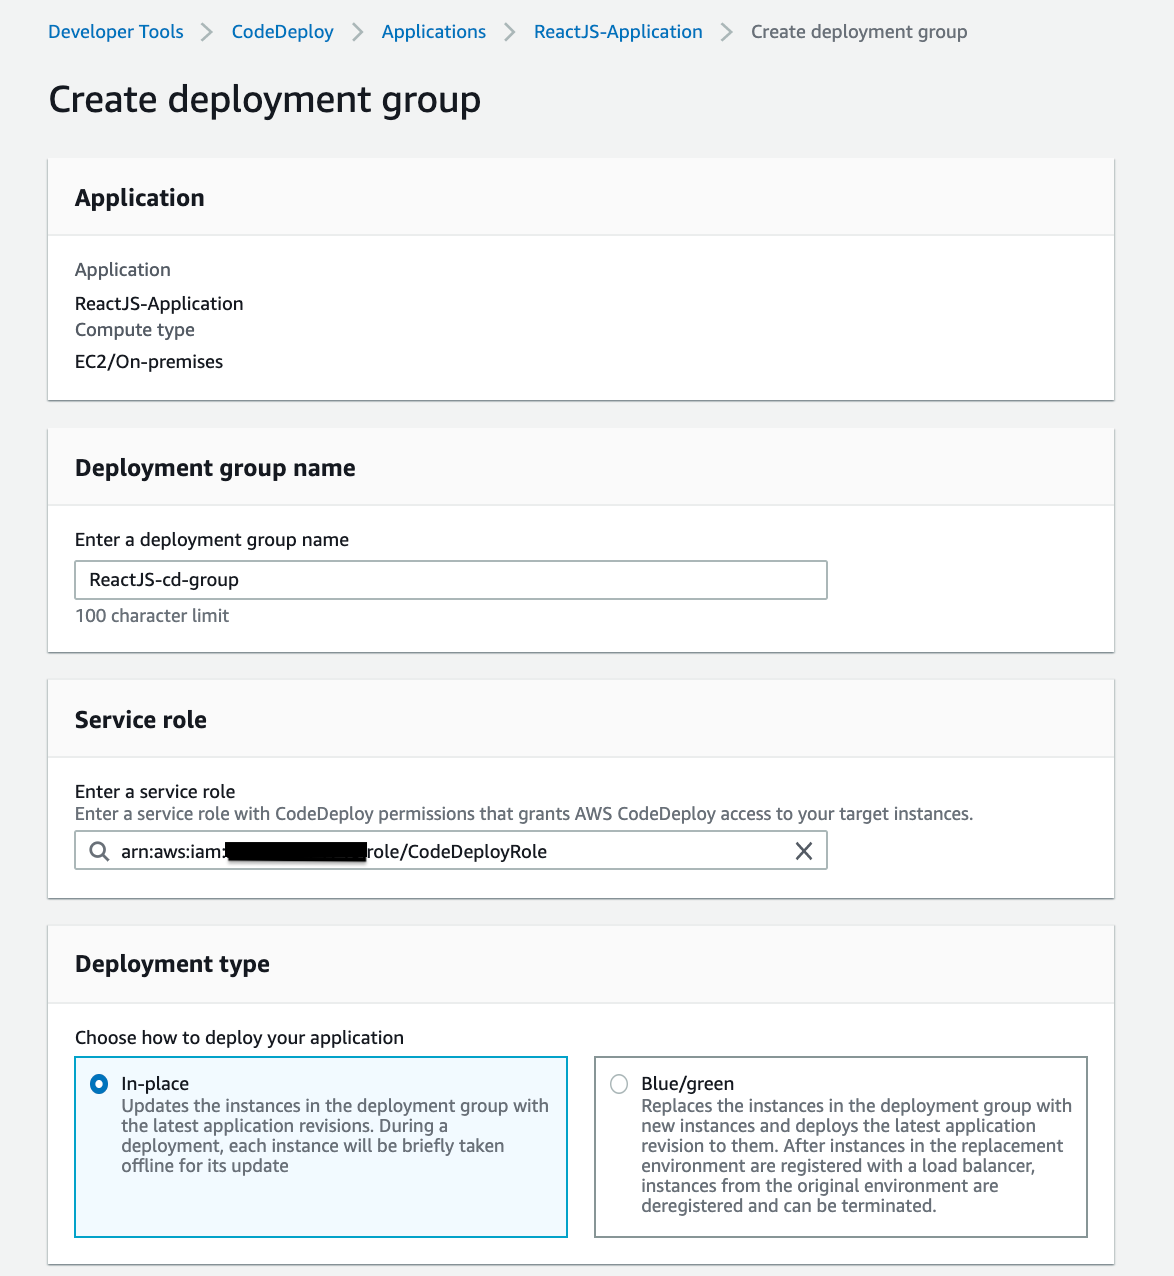 Developer Tools > CodeDeploy > Applications > ReactJS-Application > Create deployment group
Create deployment group
Application
Application
ReactJS-Application
Compute type
EC2/On-premises
Deployment group name
Enter a deployment group name
ReactJS-cd-group
100 character limit
Service role
Enter a service role
Enter a service role with CodeDeploy permissions that grants AWS CodeDeploy access to your target instances.
arn:aws:iam: role/CodeDeployRole
Deployment type
Choose how to deploy your application
In-place
Updates the instances in the deployment group with
the latest application revisions. During a
deployment, each instance will be briefly taken
offline for its update
Blue/green
Replaces the instances in the deployment group with
new instances and deploys the latest application
revision to them. After instances in the replacement
environment are registered with a load balancer,
instances from the original environment are
deregistered and can be terminated.